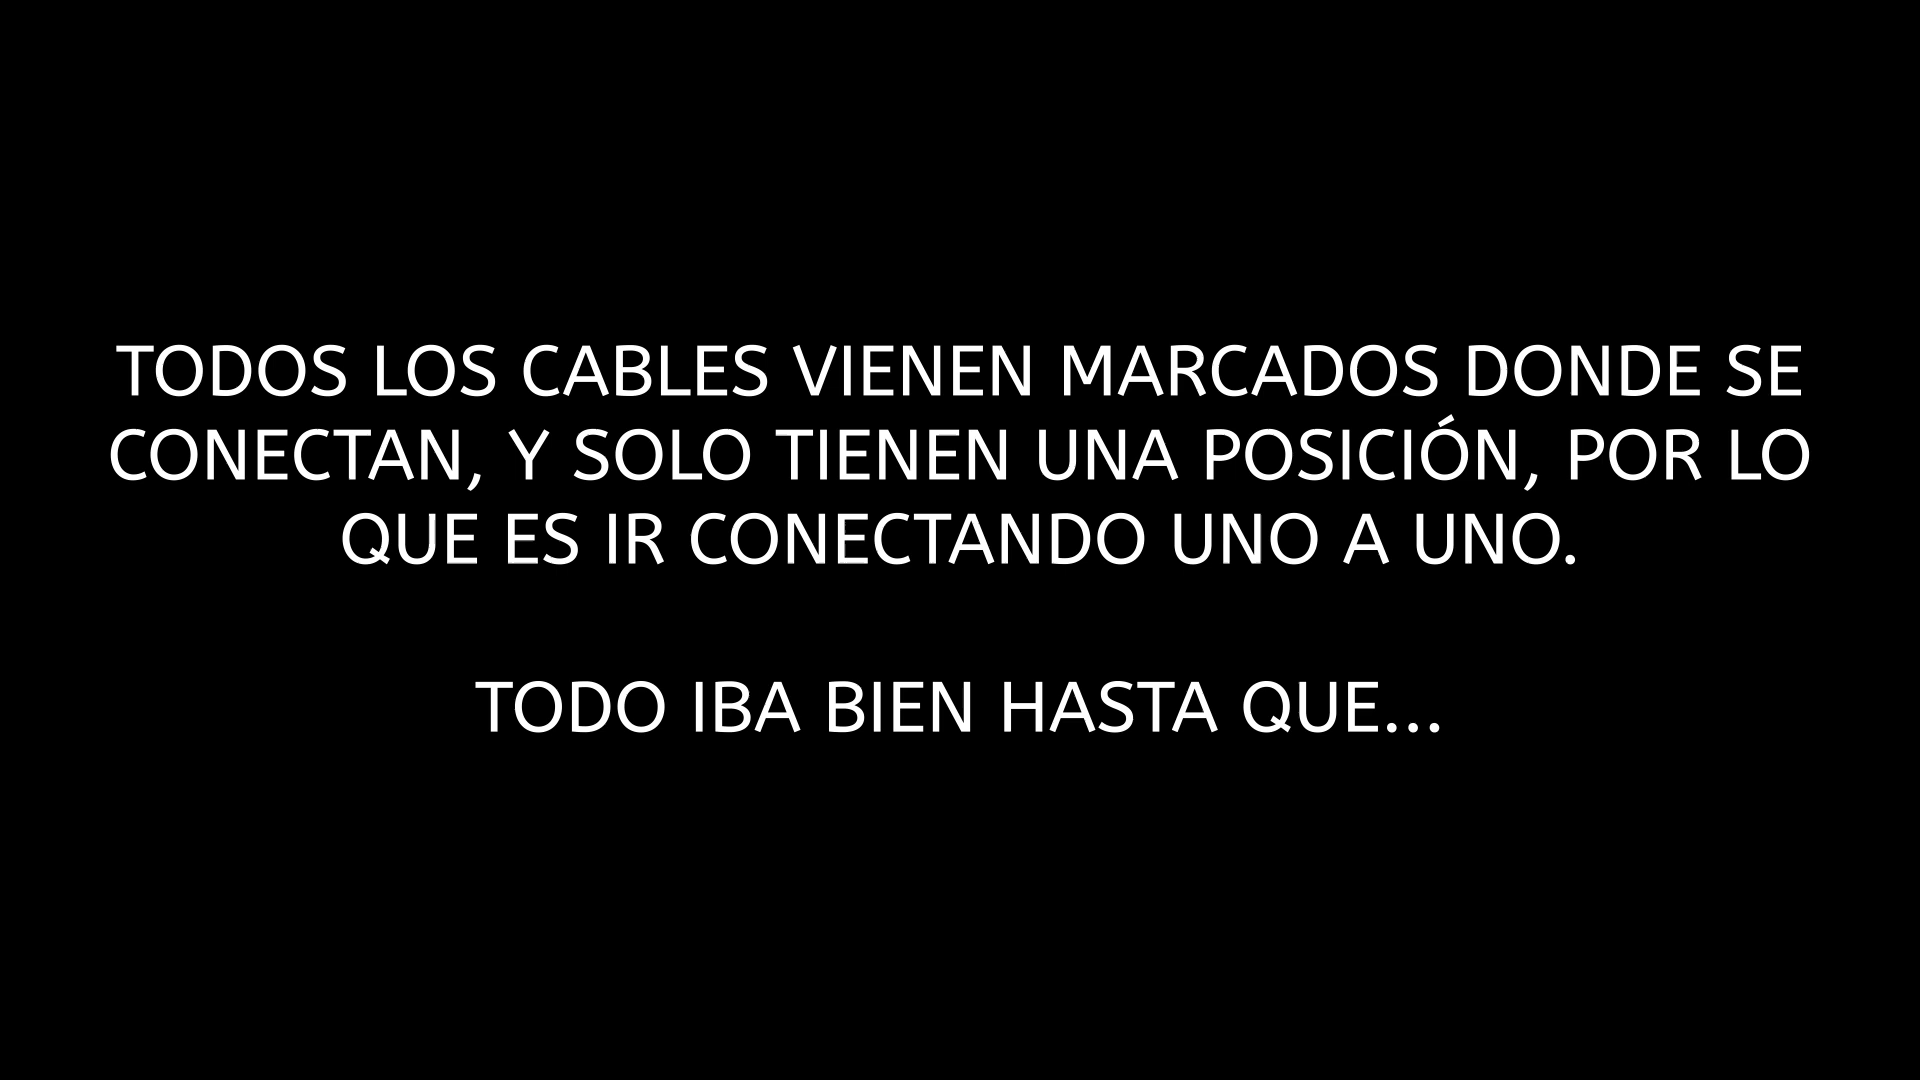 TODOS LOS CABLES VIENEN MARCADOS DONDE SE
CONECTAN, Y SOLO TIENEN UNA POSICIÓN, POR LO
QUE ES IR CONECTANDO UNO A UNO.
TODO IBA BIEN HASTA QUE...